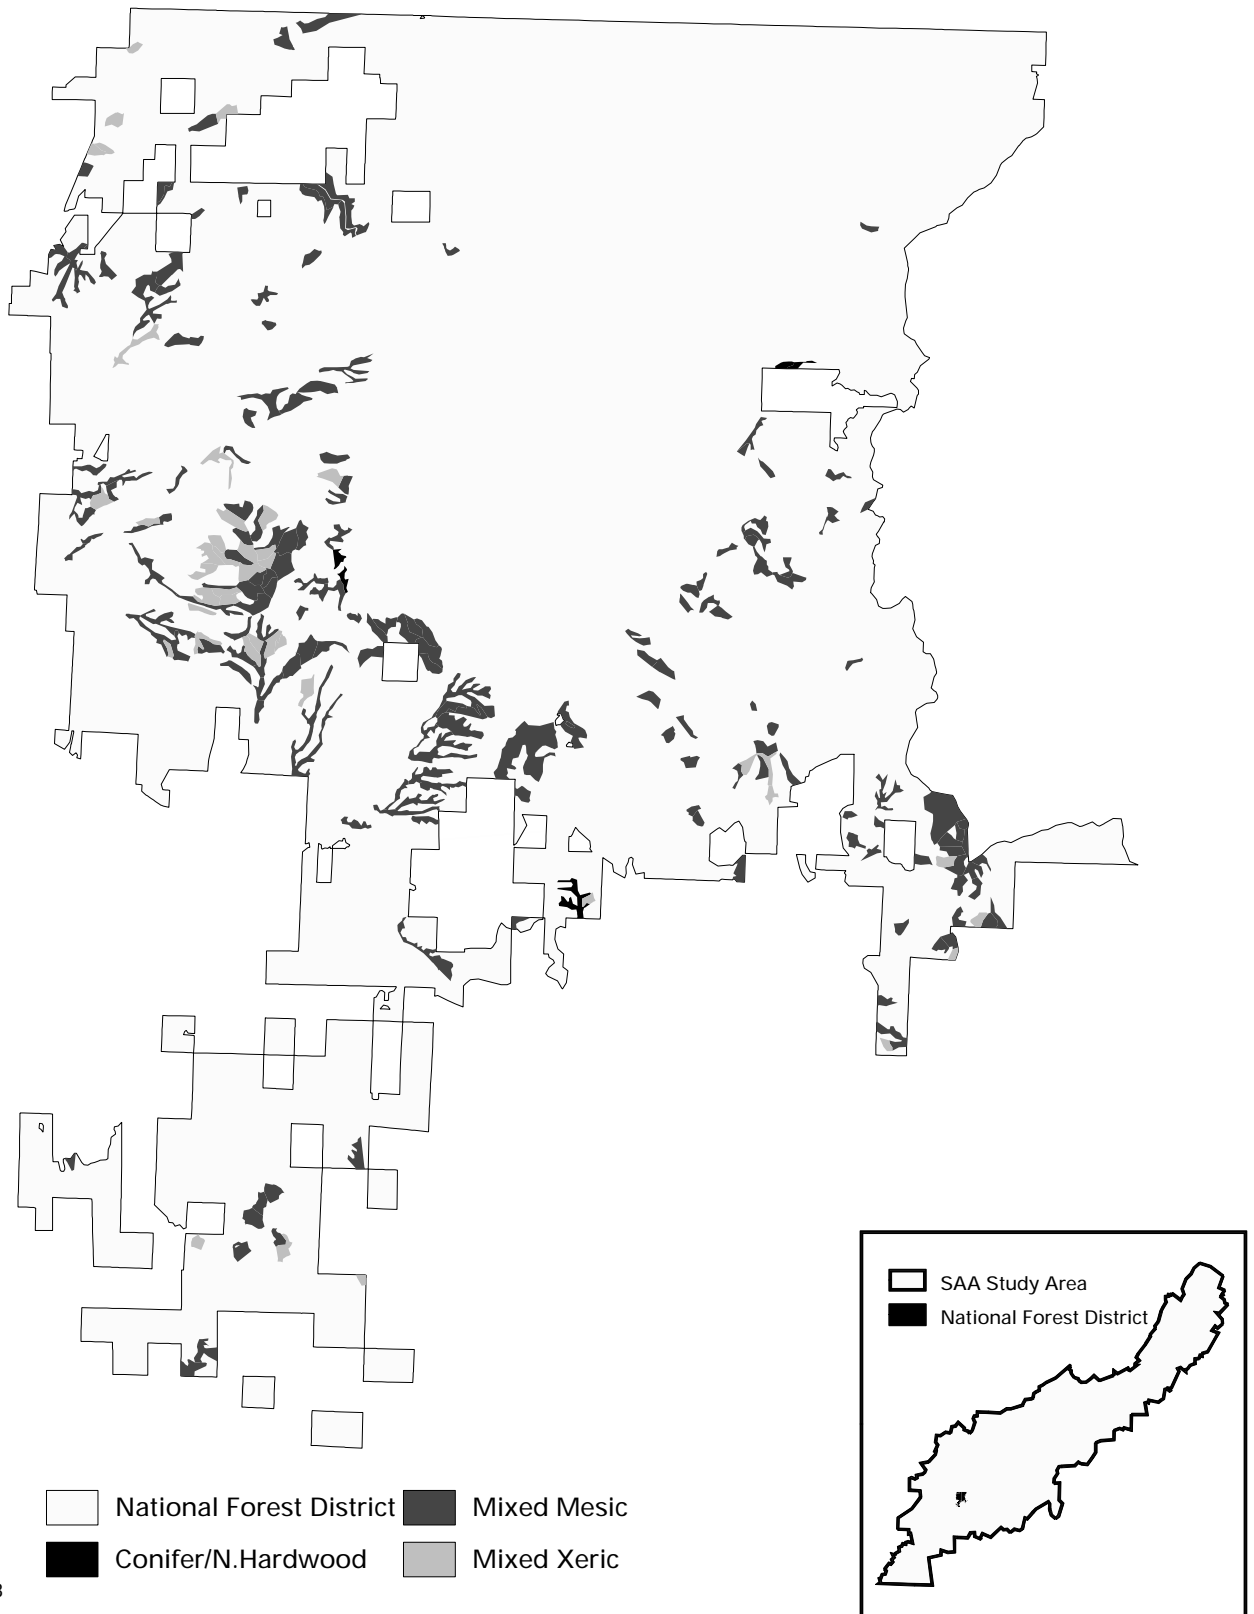 SAA Study Area
National Forest District
National Forest District
Mixed Mesic
Conifer/N.Hardwood
Mixed Xeric